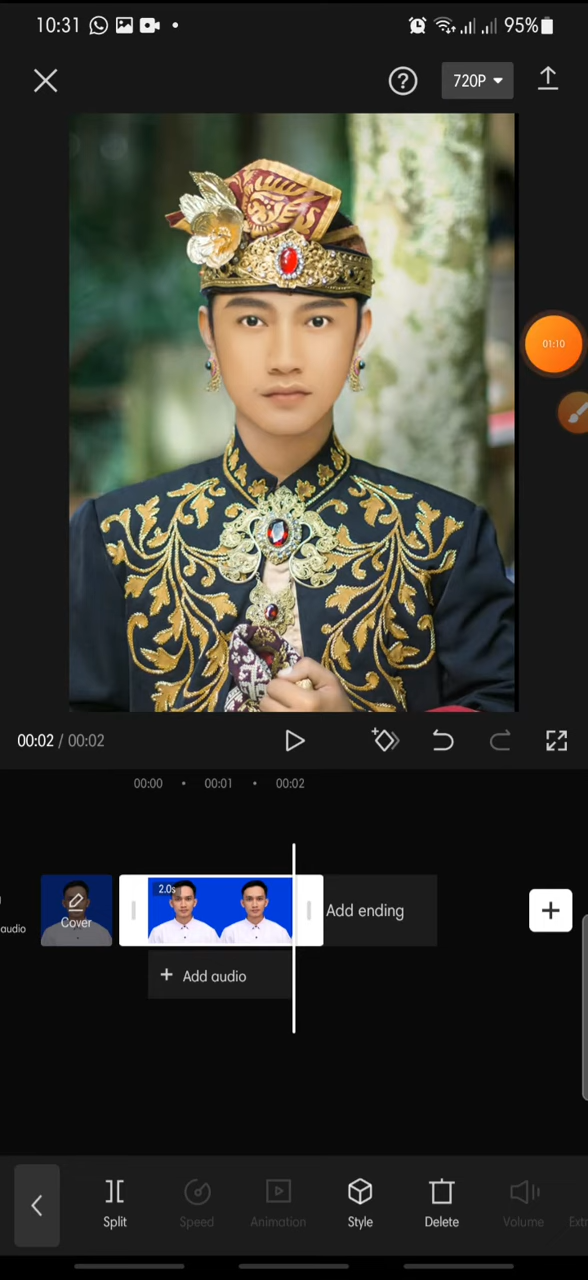 10:31 95%
720P
01:10
00:02 / 00:02
00:00 00:01 00:02
2.0s
Cover
Add ending
audio
+ Add audio
Split Speed Animation Style Delete Volume Extr